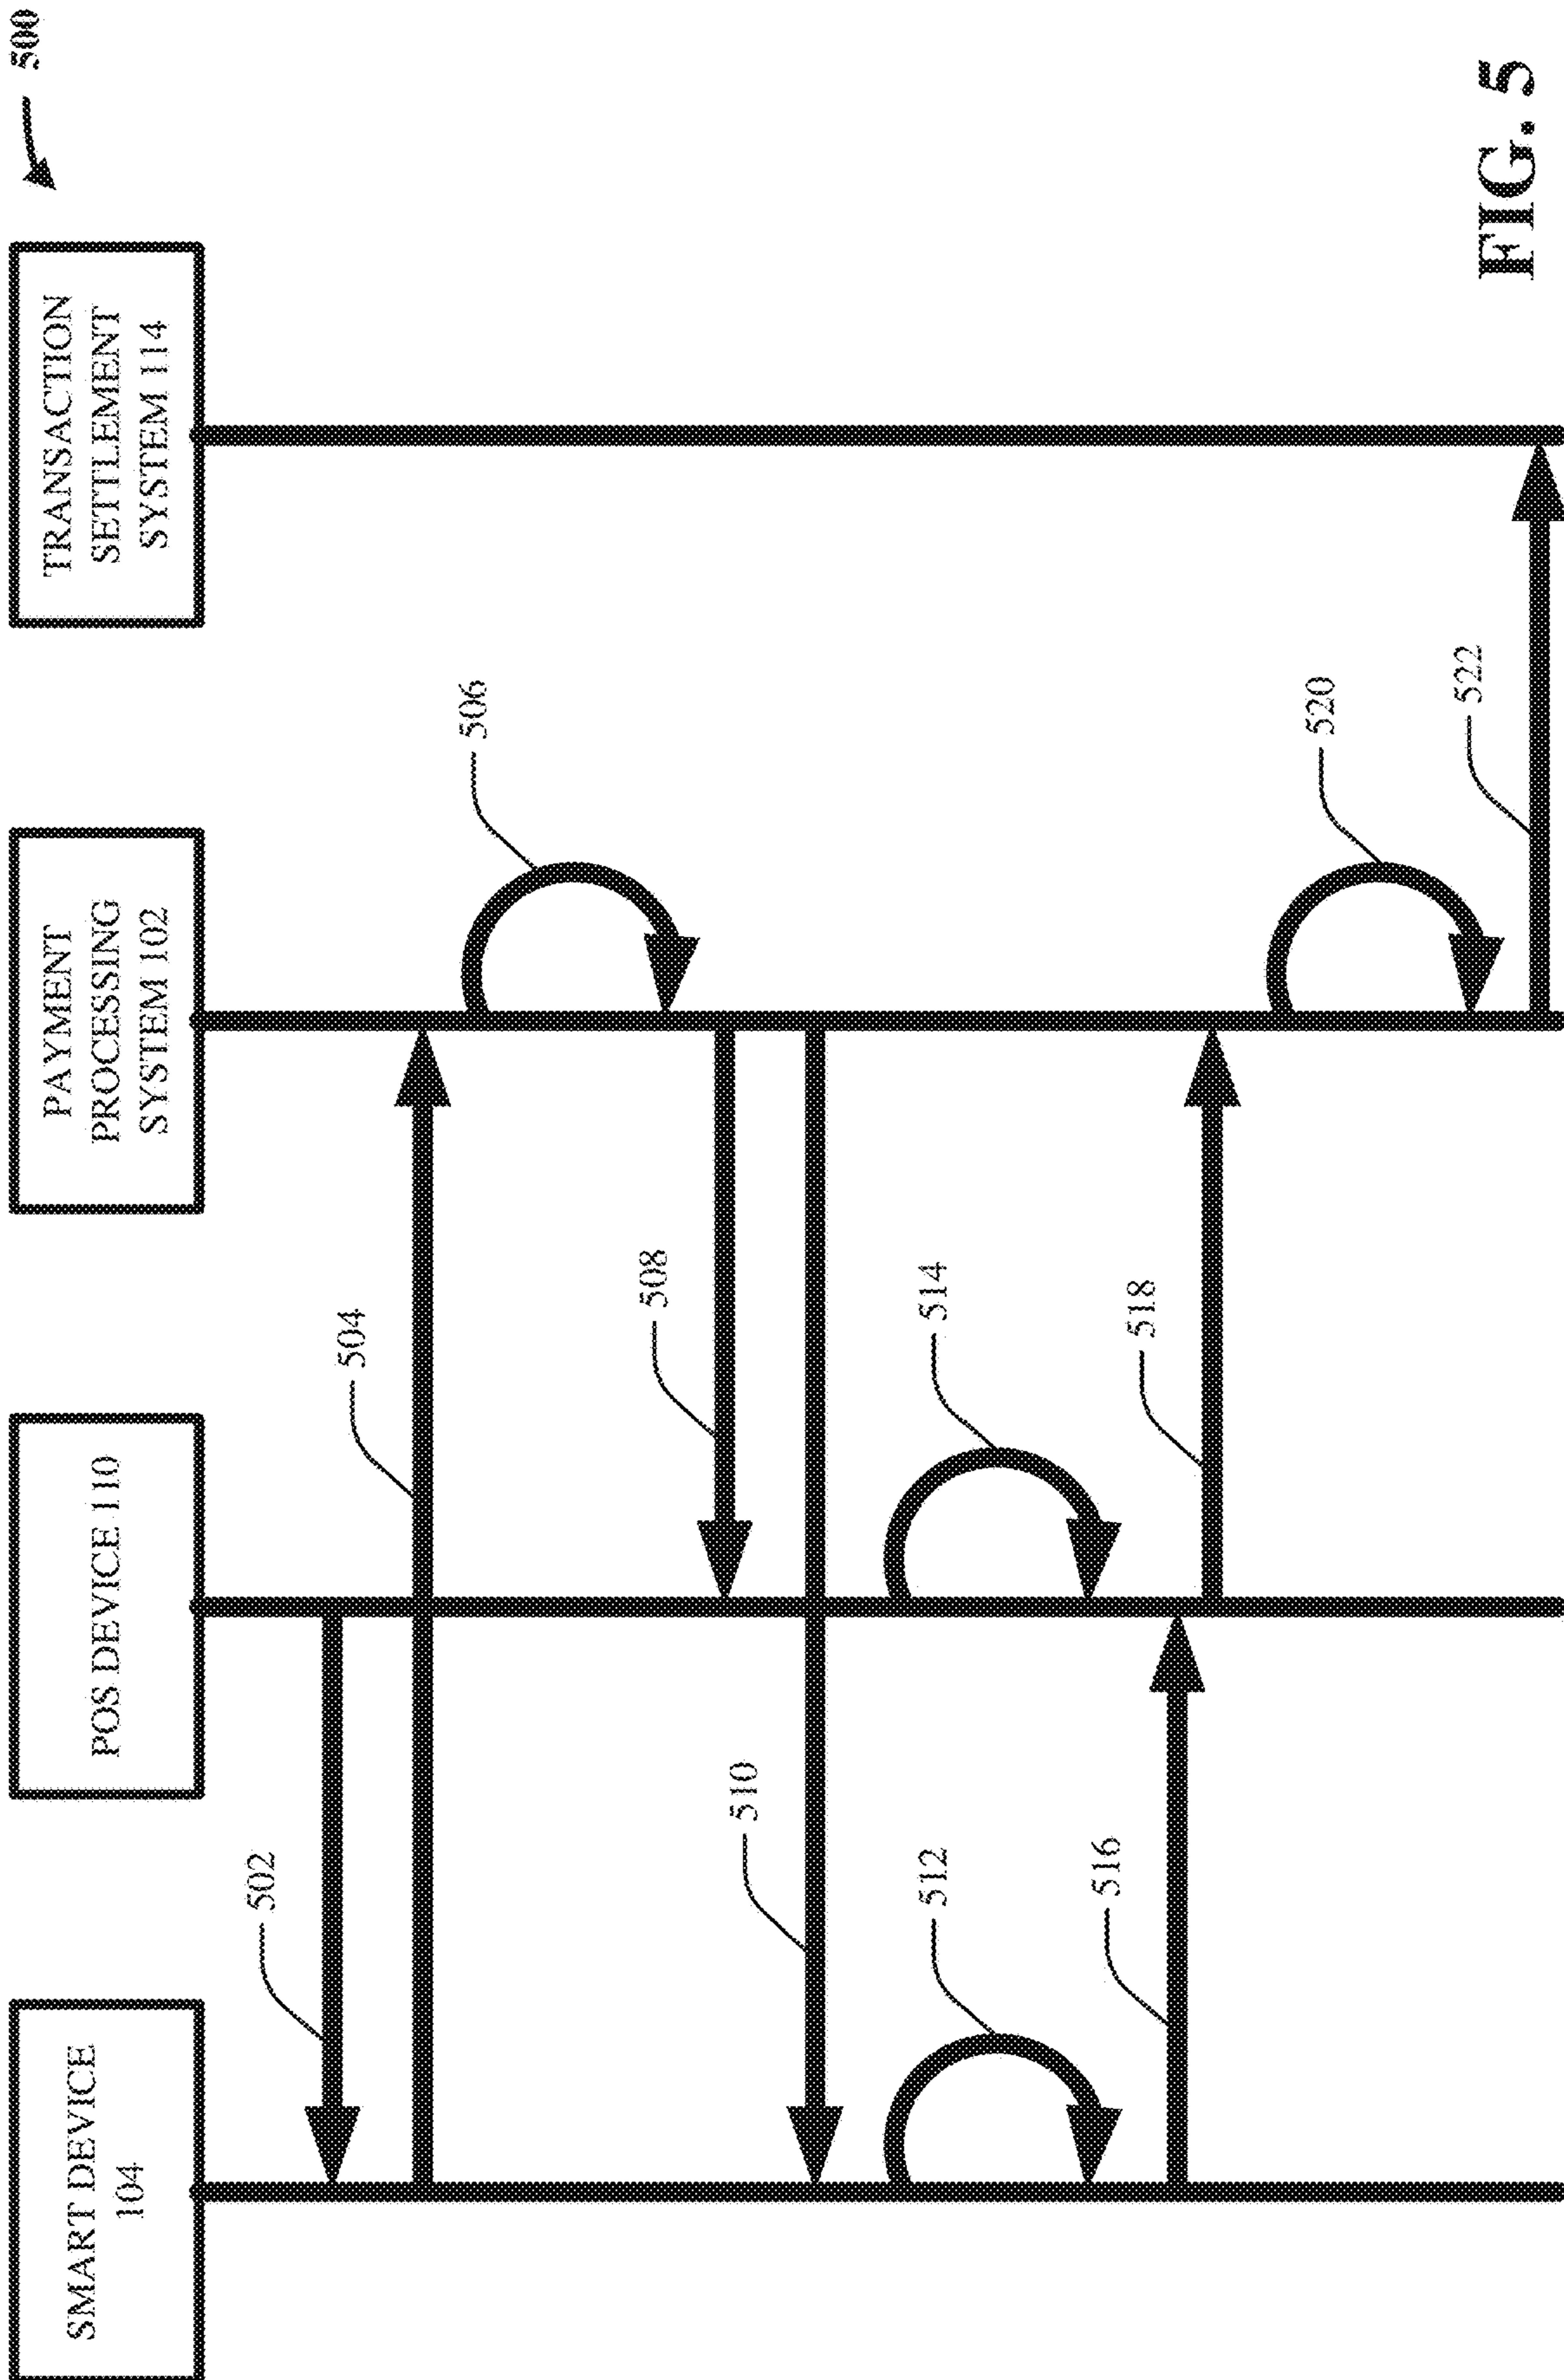 500
SMART DEVICE
104
POS DEVICE 110
PAYMENT
PROCESSING
SYSTEM 102
TRANSACTION
SETTLEMENT
SYSTEM 114
502
504
506
508
510
512
514
516
518
520
522
FIG. 5